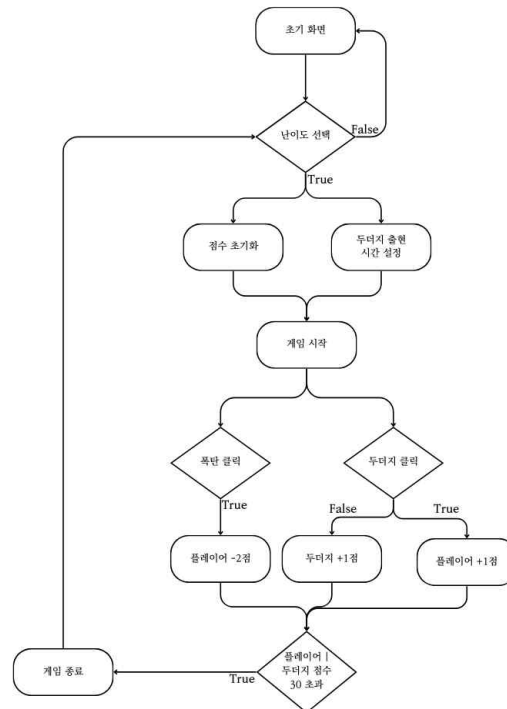 초기 화면
난이도 선택
False
True
점수 초기화
두더지 출현
시간 설정
게임 시작
폭탄 클릭
두더지 클릭
True
False
True
플레이어 -2점
두더지 +1점
플레이어 +1점
플레이어 |
두더지 점수
30 초과
True
게임 종료